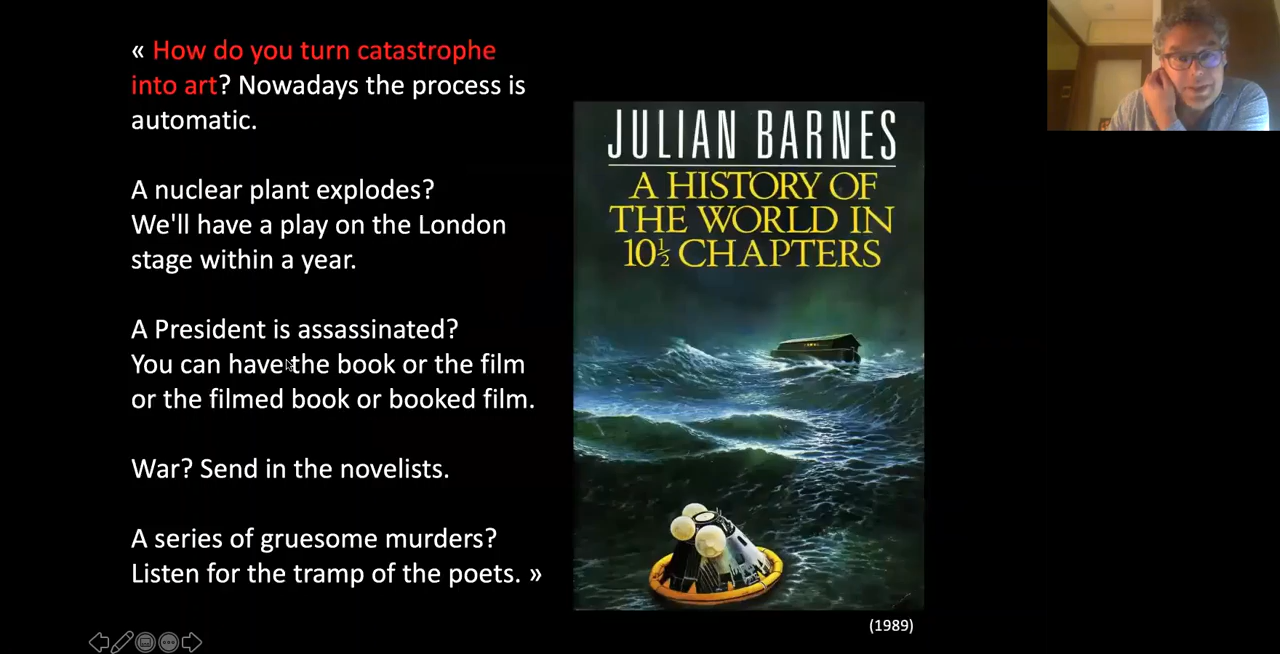 « How do you turn catastrophe
into art? Nowadays the process is
automatic.
A nuclear plant explodes?
We'll have a play on the London
stage within a year.
A President is assassinated?
You can have the book or the film
or the filmed book or booked film.
War? Send in the novelists.
A series of gruesome murders?
Listen for the tramp of the poets. »
JULIAN BARNES
A HISTORY OF
THE WORLD IN
10½ CHAPTERS
(1989)